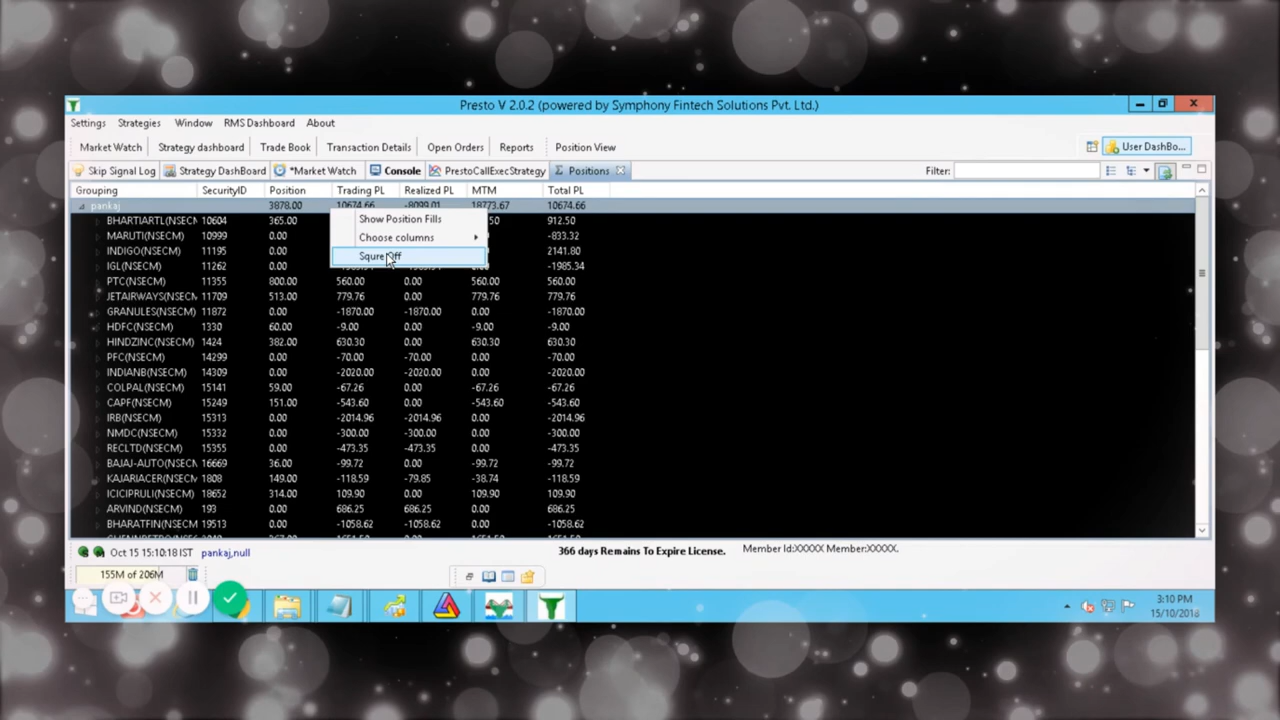 Presto V 2.0.2 (powered by Symphony Fintech Solutions Pvt. Ltd.)
Settings Strategies Window RMS Dashboard About
Market Watch Strategy dashboard Trade Book Transaction Details Open Orders Reports Position View User DashBo...
Skip Signal Log Strategy DashBoard *Market Watch Console PrestoCallExecStrategy Positions Filter:
Grouping SecurityID Position Trading PL Realized PL MTM Total PL
pankaj 3878.00 10674.66 -8099.01 18773.67 10674.66
Show Position Fills
Choose columns
Squre Off
BHARTIARTL(NSECM 10604 365.00 50 912.50
MARUTI(NSECM) 10999 0.00 -833.32
INDIGO(NSECM) 11195 0.00 2141.80
IGL(NSECM) 11262 0.00 -1985.34
PTC(NSECM) 11355 800.00 560.00 0.00 560.00 560.00
JETAIRWAYS(NSECM 11709 513.00 779.76 0.00 779.76 779.76
GRANULES(NSECM) 11872 0.00 -1870.00 -1870.00 0.00 -1870.00
HDFC(NSECM) 1330 60.00 -9.00 0.00 -9.00 -9.00
HINDZINC(NSECM) 1424 382.00 630.30 0.00 630.30 630.30
PFC(NSECM) 14299 0.00 -70.00 -70.00 0.00 -70.00
INDIANB(NSECM) 14309 0.00 -2020.00 -2020.00 0.00 -2020.00
COLPAL(NSECM) 15141 59.00 -67.26 0.00 -67.26 -67.26
CAPF(NSECM) 15249 151.00 -543.60 0.00 -543.60 -543.60
IRB(NSECM) 15313 0.00 -2014.96 -2014.96 0.00 -2014.96
NMDC(NSECM) 15332 0.00 -300.00 -300.00 0.00 -300.00
RECLTD(NSECM) 15355 0.00 -473.35 -473.35 0.00 -473.35
BAJAJ-AUTO(NSECM 16669 36.00 -99.72 0.00 -99.72 -99.72
KAJARIACER(NSECM) 1808 149.00 -118.59 -79.85 -38.74 -118.59
ICICIPRULI(NSECM) 18652 314.00 109.90 0.00 109.90 109.90
ARVIND(NSECM) 193 0.00 686.25 686.25 0.00 686.25
BHARATFIN(NSECM 19513 0.00 -1058.62 -1058.62 0.00 -1058.62
Oct 15 15:10:18 IST pankaj,null 366 days Remains To Expire License. Member Id:XXXXX Member:XXXXX.
155M of 206M
3:10 PM
15/10/2018